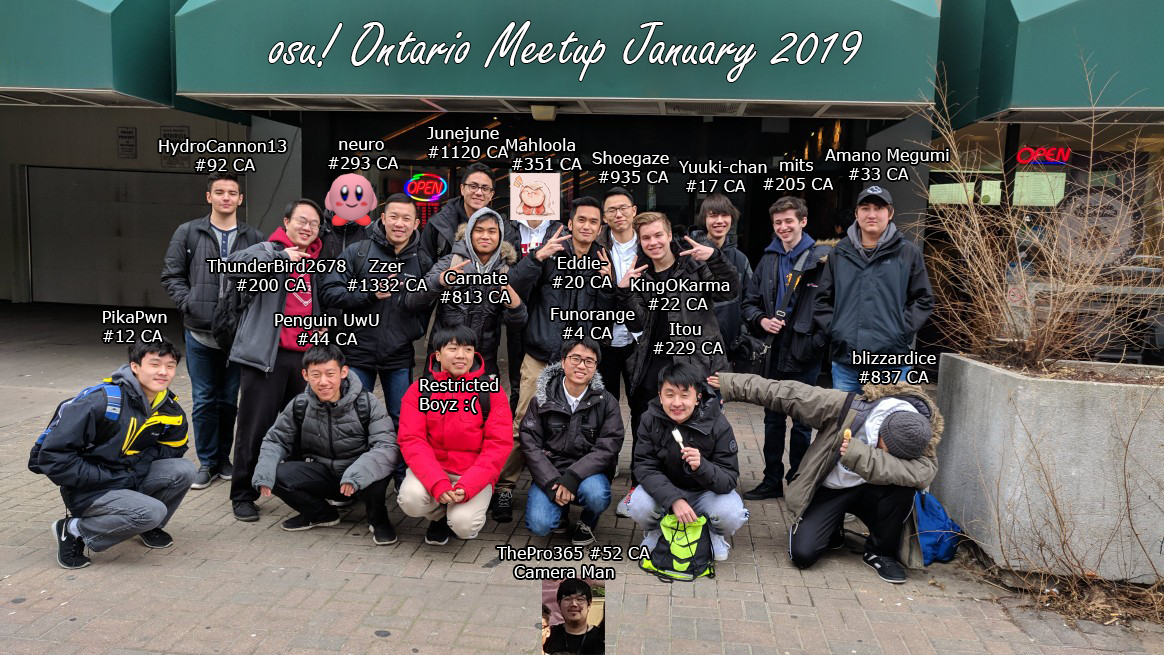 osu! Ontario Meetup January 2019
HydroCannon13
#92 CA
neuro
#293 CA
Junejune
#1120 CA
Mahloola
#351 CA
Shoegaze
#935 CA
Yuuki-chan
#17 CA
mits
#205 CA
Amano Megumi
#33 CA
OPEN
OPEN
ThunderBird2678
#200 CA
Zzer
#1332 CA
Carnate
#813 CA
Eddie-
#20 CA
KingOKarma
#22 CA
PikaPwn
#12 CA
Penguin UwU
#44 CA
Funorange
#4 CA
Itou
#229 CA
blizzardice
#837 CA
Restricted
Boyz :(
ThePro365 #52 CA
Camera Man